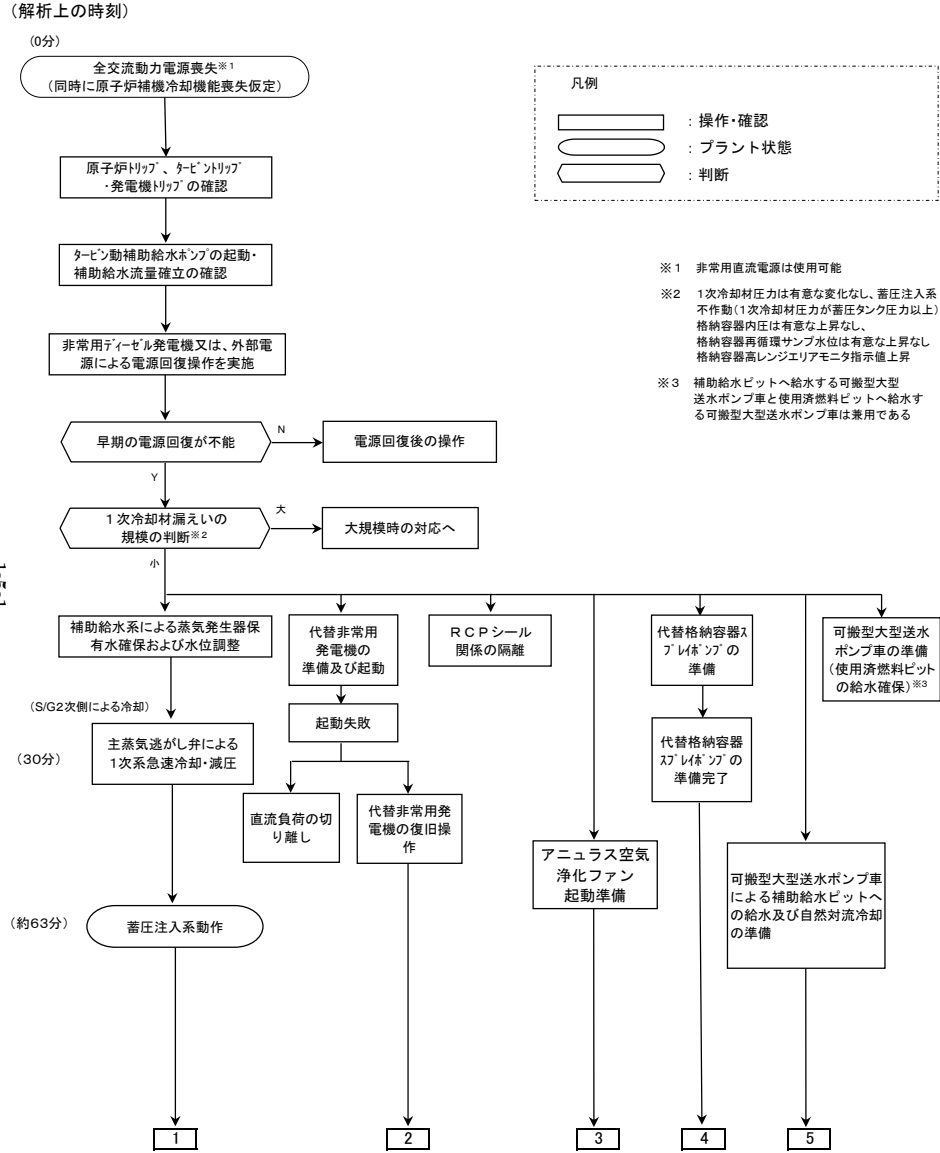 （解析上の時刻）
（0分）
全交流動力電源喪失※1
（同時に原子炉補機冷却機能喪失仮定）
原子炉ﾄﾘｯﾌﾟ、ﾀｰﾋﾞﾝﾄﾘｯﾌﾟ
・発電機ﾄﾘｯﾌﾟの確認
ﾀｰﾋﾞﾝ動補助給水ﾎﾟﾝﾌﾟの起動・
補助給水流量確立の確認
非常用ﾃﾞｨｰｾﾞﾙ発電機又は、外部電
源による電源回復操作を実施
早期の電源回復が不能
N
電源回復後の操作
Y
1次冷却材漏えいの
規模の判断※2
大
大規模時の対応へ
小
凡例
：操作・確認
：プラント状態
：判断
※1　非常用直流電源は使用可能
※2　1次冷却材圧力は有意な変化なし、蓄圧注入系
不作動（1次冷却材圧力が蓄圧タンク圧力以上）
格納容器内圧は有意な上昇なし、
格納容器再循環サンプ水位は有意な上昇なし
格納容器高レンジエリアモニタ指示値上昇
※3　補助給水ピットへ給水する可搬型大型
送水ポンプ車と使用済燃料ピットへ給水す
る可搬型大型送水ポンプ車は兼用である
補助給水系による蒸気発生器保
有水確保および水位調整
（S/G2次側による冷却）
（30分）
主蒸気逃がし弁による
1次系急速冷却・減圧
（約63分）
蓄圧注入系動作
代替非常用
発電機の
準備及び起動
起動失敗
直流負荷の切
り離し
代替非常用発
電機の復旧操
作
ＲＣＰシール
関係の隔離
アニュラス空気
浄化ファン
起動準備
代替格納容器ｽ
ﾌﾟﾚｲﾎﾟﾝﾌﾟの
準備
代替格納容器
ｽﾌﾟﾚｲﾎﾟﾝﾌﾟの
準備完了
可搬型大型送水ポンプ車
による補助給水ピットへ
の給水及び自然対流冷却
の準備
可搬型大型送水
ポンプ車の準備
（使用済燃料ピット
の給水確保）※3
1
2
3
4
5